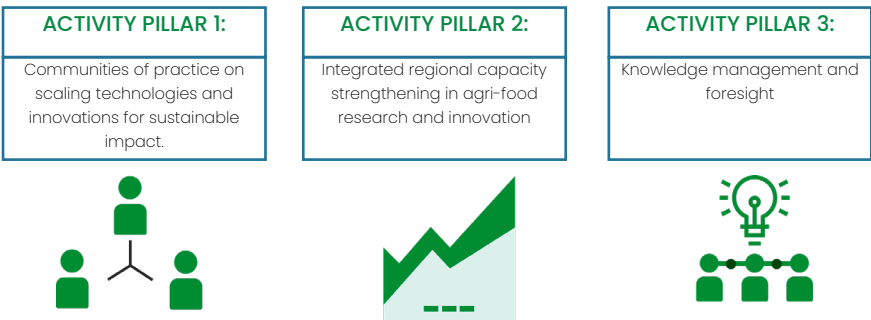 ACTIVITY PILLAR 1:
Communities of practice on
scaling technologies and
innovations for sustainable
impact.
ACTIVITY PILLAR 2:
Integrated regional capacity
strengthening in agri-food
research and innovation
ACTIVITY PILLAR 3:
Knowledge management and
foresight